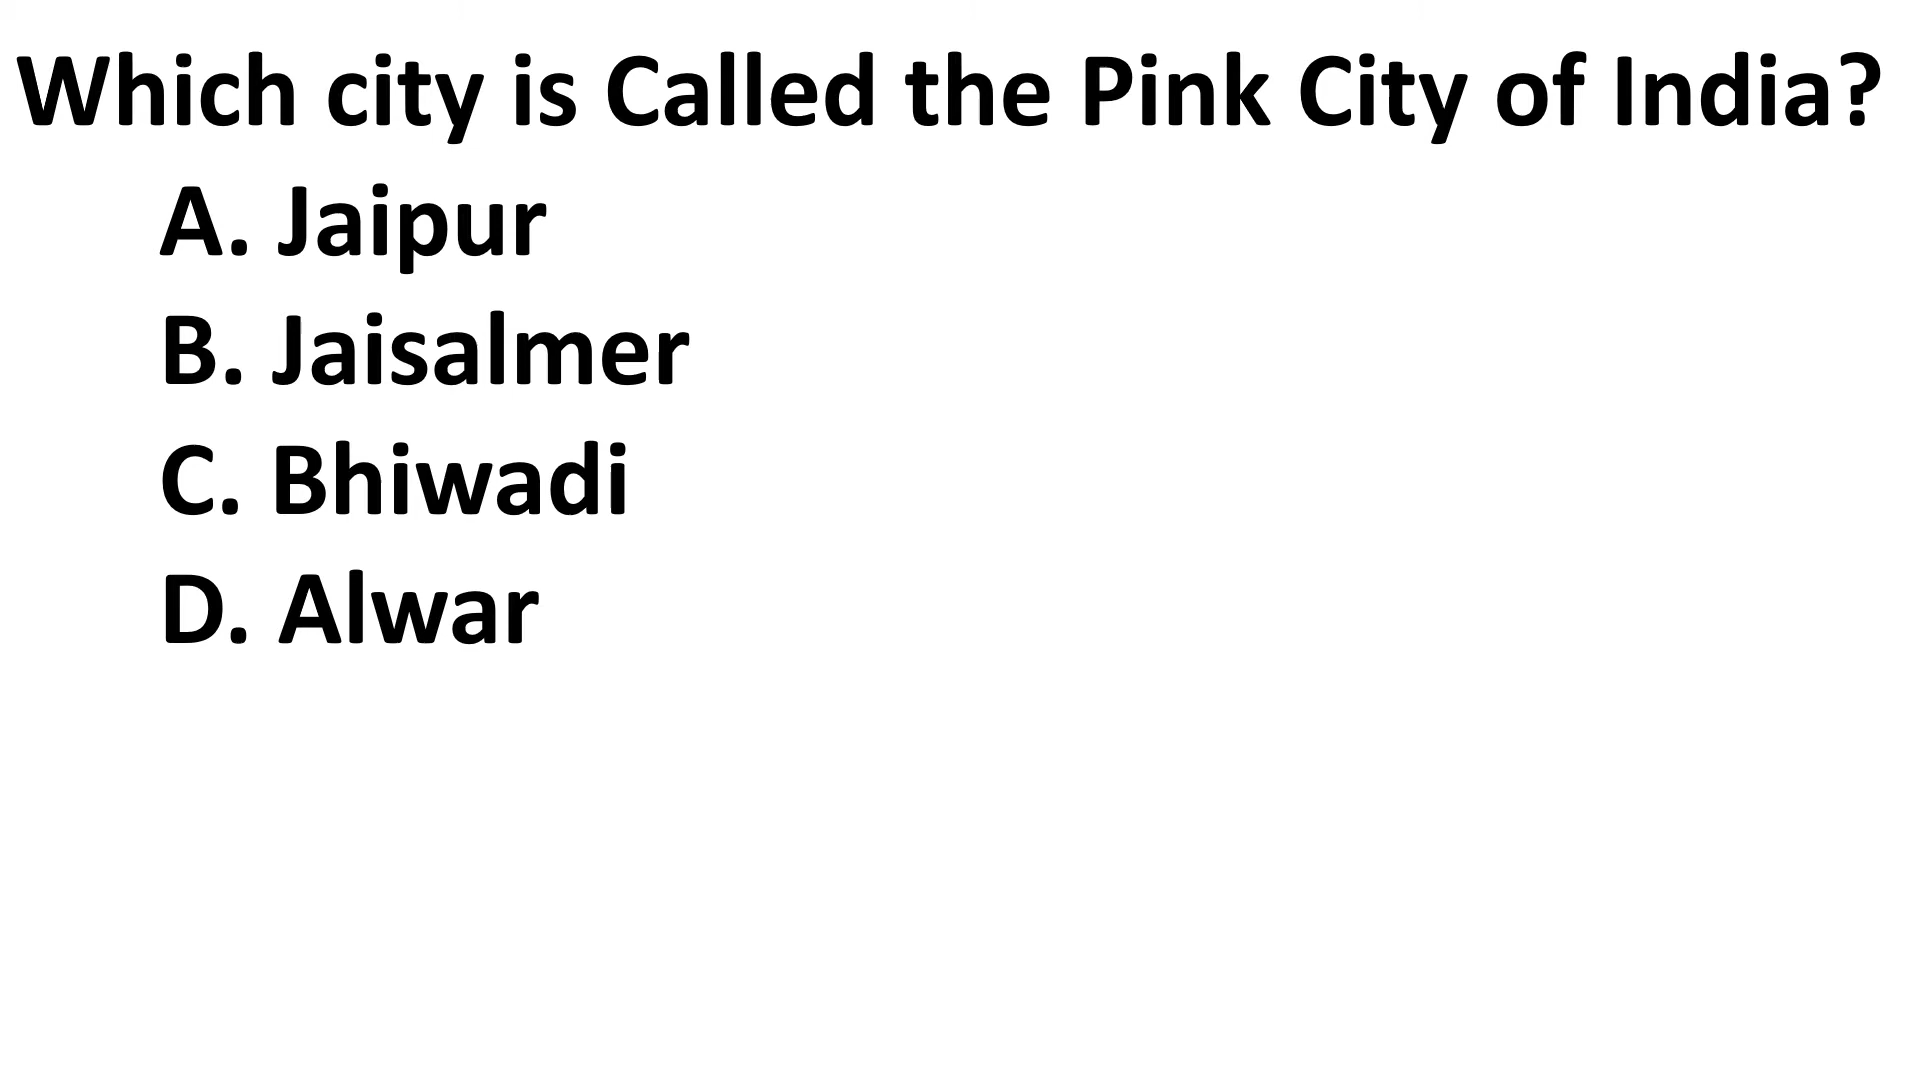 Which city is Called the Pink City of India?
A. Jaipur
B. Jaisalmer
C. Bhiwadi
D. Alwar